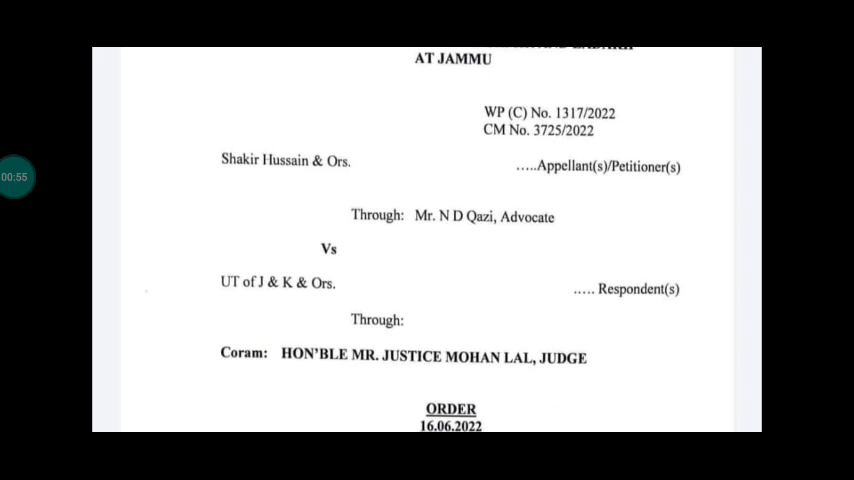 AT JAMMU
WP (C) No. 1317/2022
CM No. 3725/2022
Shakir Hussain & Ors.
.....Appellant(s)/Petitioner(s)
Through: Mr. N D Qazi, Advocate
Vs
UT of J & K & Ors.
..... Respondent(s)
Through:
Coram: HON'BLE MR. JUSTICE MOHAN LAL, JUDGE
ORDER
16.06.2022
00:55